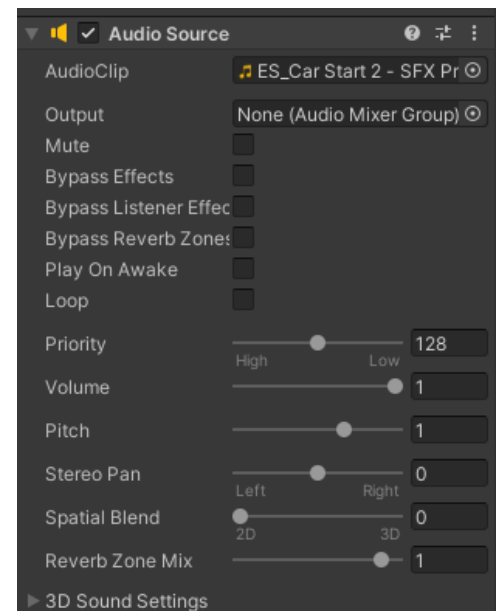 Audio Source
AudioClip ES_Car Start 2 - SFX Pr
Output None (Audio Mixer Group)
Mute
Bypass Effects
Bypass Listener Effec
Bypass Reverb Zones
Play On Awake
Loop
Priority 128
High Low
Volume 1
Pitch 1
Stereo Pan 0
Left Right
Spatial Blend 0
2D 3D
Reverb Zone Mix 1
3D Sound Settings